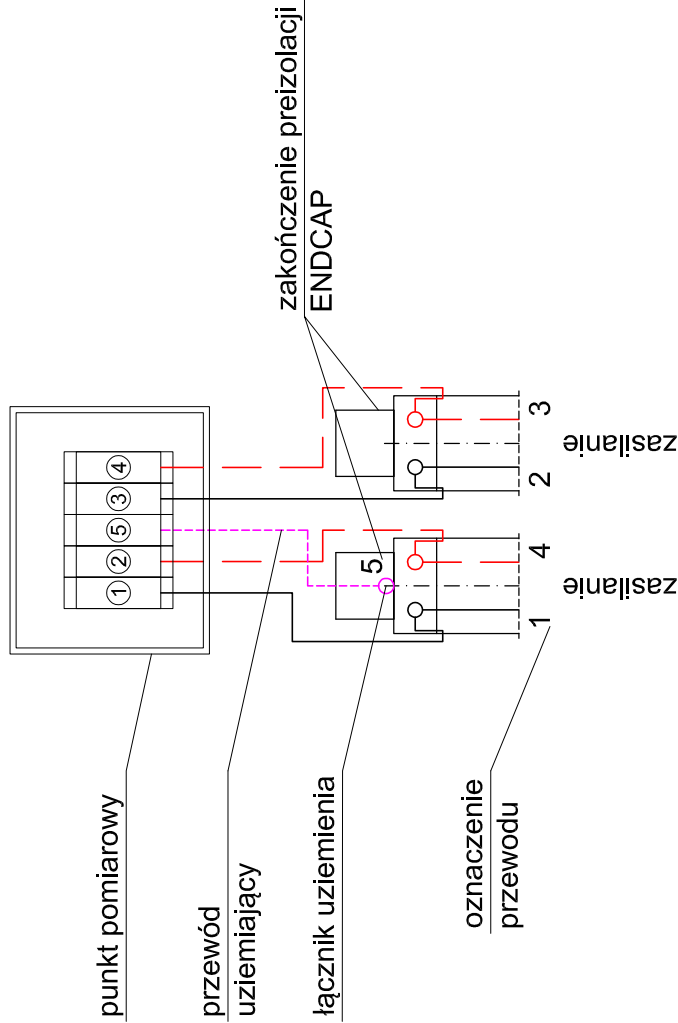 punkt pomiarowy
przewód
uziemiający
łącznik uziemienia
oznaczenie
przewodu
zakończenie preizolacji
ENDCAP
1
2
5
3
4
5
1
4
2
3
zasilanie
zasilanie